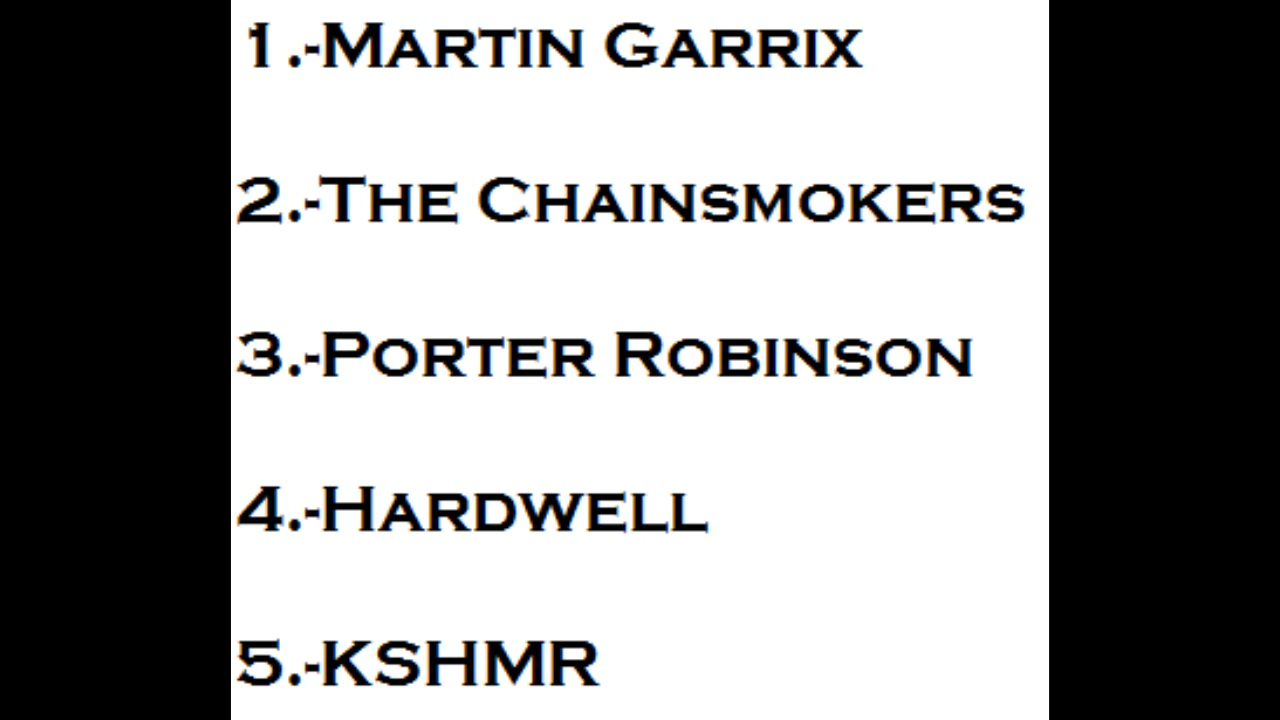 1.-Martin Garrix
2.-The Chainsmokers
3.-Porter Robinson
4.-Hardwell
5.-KSHMR